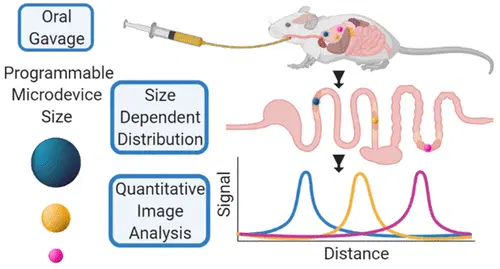 Oral
Gavage
Programmable
Microdevice
Size
Size
Dependent
Distribution
Quantitative
Image
Analysis
Signal
Distance